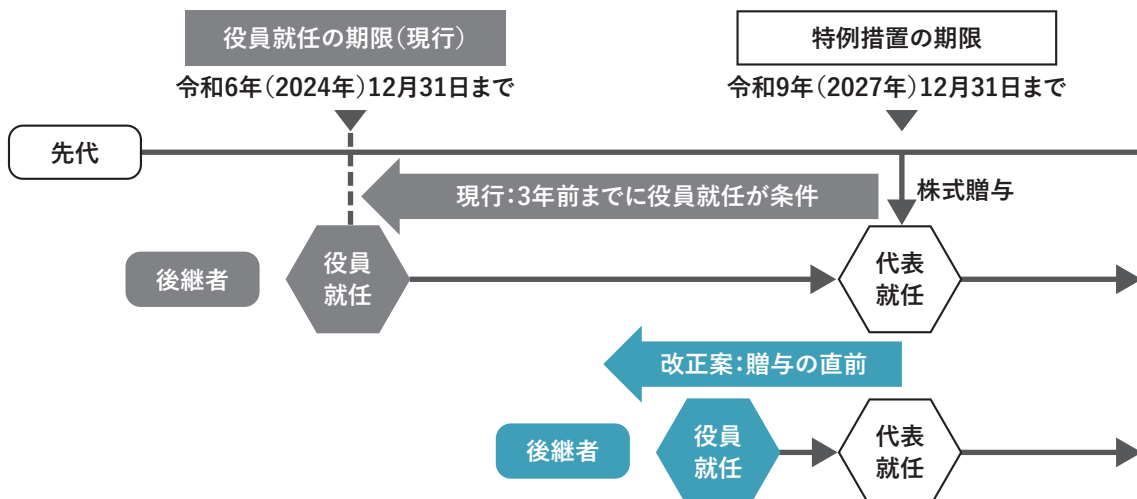 役員就任の期限（現行）
令和6年（2024年）12月31日まで
特例措置の期限
令和9年（2027年）12月31日まで
先代
現行：3年前までに役員就任が条件
株式贈与
後継者
役員
就任
代表
就任
改正案：贈与の直前
後継者
役員
就任
代表
就任